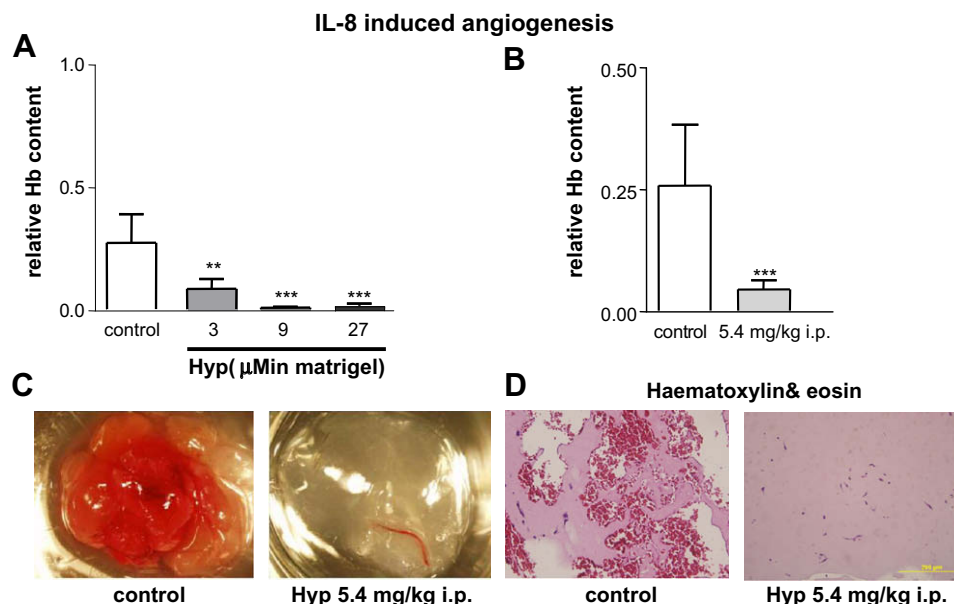 IL-8 induced angiogenesis
A
relative Hb content
1.0
0.5
0.0
**
***
***
control 3 9 27
Hyp( μMin matrigel)
B
relative Hb content
0.50
0.25
0.00
***
control 5.4 mg/kg i.p.
C
control Hyp 5.4 mg/kg i.p.
D
Haematoxylin& eosin
control Hyp 5.4 mg/kg i.p.